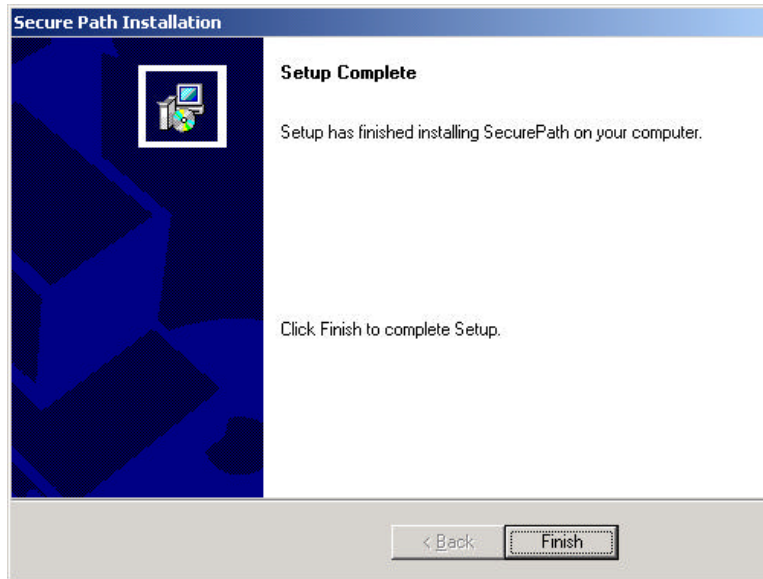 Secure Path Installation
Setup Complete
Setup has finished installing SecurePath on your computer.
Click Finish to complete Setup.
< Back
Finish